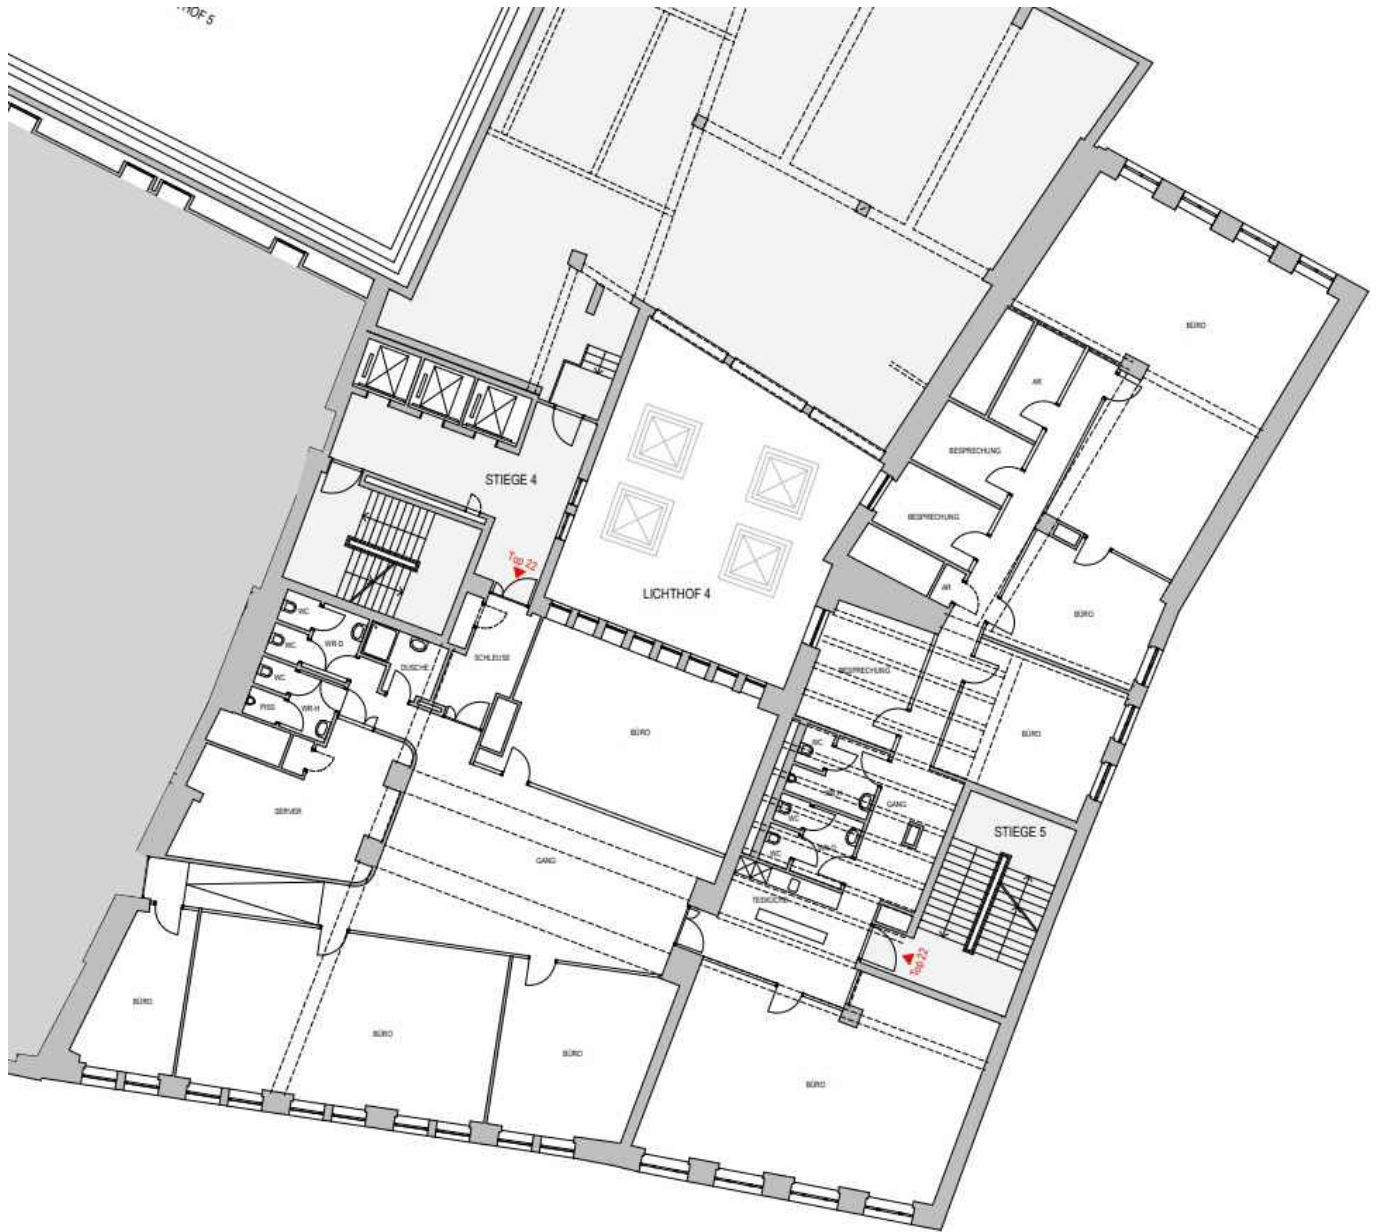 HOF 5
BÜRO
AR
BESPRECHUNG
STIEGE 4
BESPRECHUNG
Top 22
LICHTHOF 4
AR
BÜRO
WC
WR-D
WC
DUSCHE
SCHLEUSE
BESPRECHUNG
WC
PISS
WR-H
BÜRO
BÜRO
WC
SERVER
GANG
STIEGE 5
WC
WR-D
WC
GANG
TEEKÜCHE
Top 22
BÜRO
BÜRO
BÜRO
BÜRO